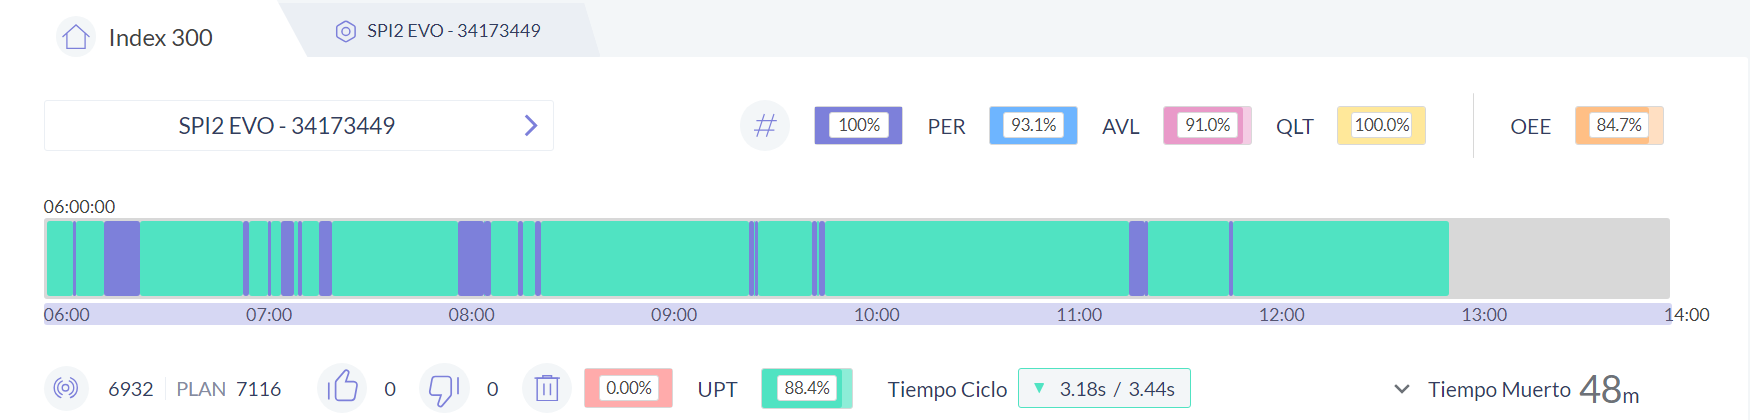 Index 300
SPI2 EVO - 34173449
SPI2 EVO - 34173449
# 100% PER 93.1% AVL 91.0% QLT 100.0% OEE 84.7%
06:00:00
06:00 07:00 08:00 09:00 10:00 11:00 12:00 13:00 14:00
6932 PLAN 7116 0 0 0.00% UPT 88.4% Tiempo Ciclo ▼ 3.18s / 3.44s Tiempo Muerto 48m